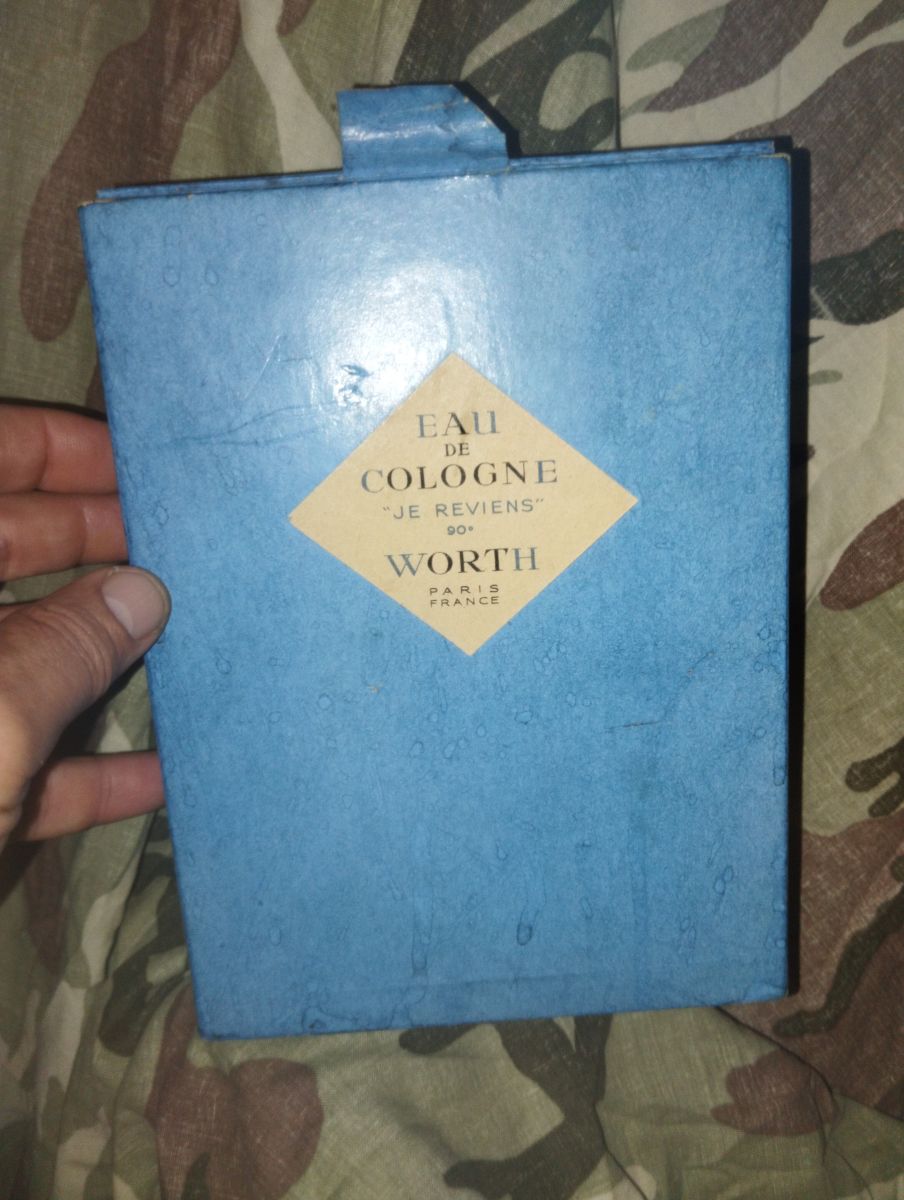 EAU
DE
COLOGNE
"JE REVIENS"
90°
WORTH
PARIS
FRANCE